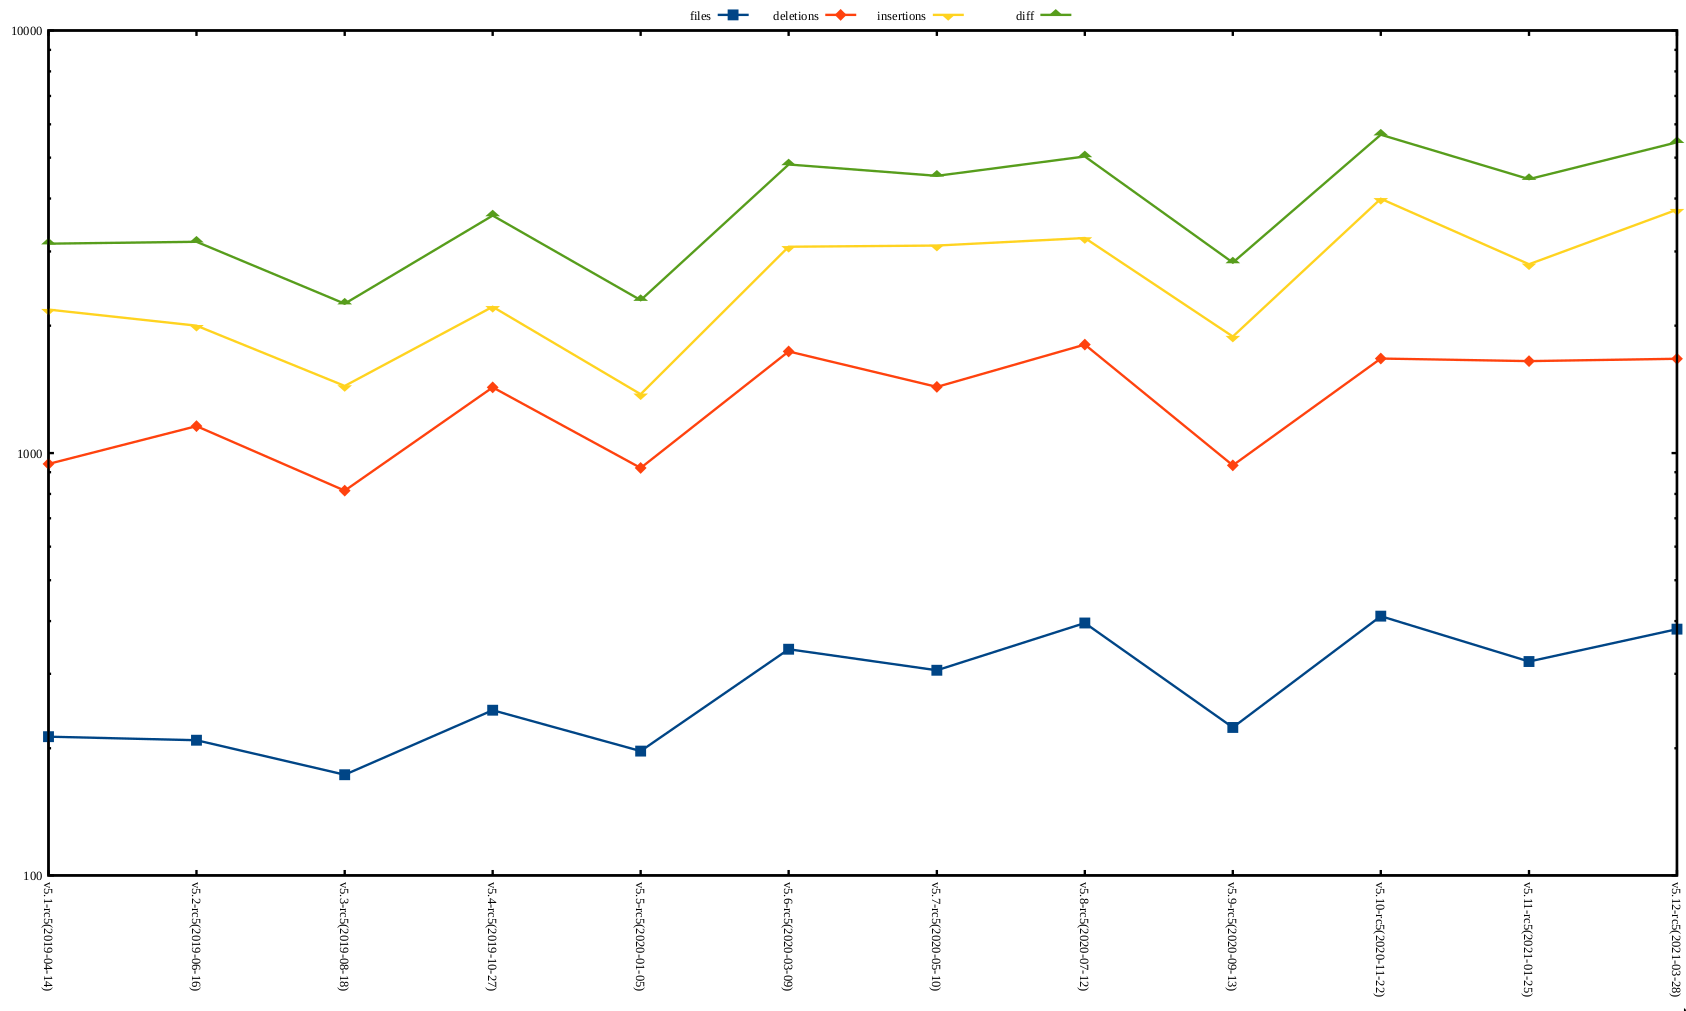 files deletions insertions diff
10000
1000
100
v5.1-rc5(2019-04-14)
v5.2-rc5(2019-06-16)
v5.3-rc5(2019-08-18)
v5.4-rc5(2019-10-27)
v5.5-rc5(2020-01-05)
v5.6-rc5(2020-03-09)
v5.7-rc5(2020-05-10)
v5.8-rc5(2020-07-12)
v5.9-rc5(2020-09-13)
v5.10-rc5(2020-11-22)
v5.11-rc5(2021-01-25)
v5.12-rc5(2021-03-28)